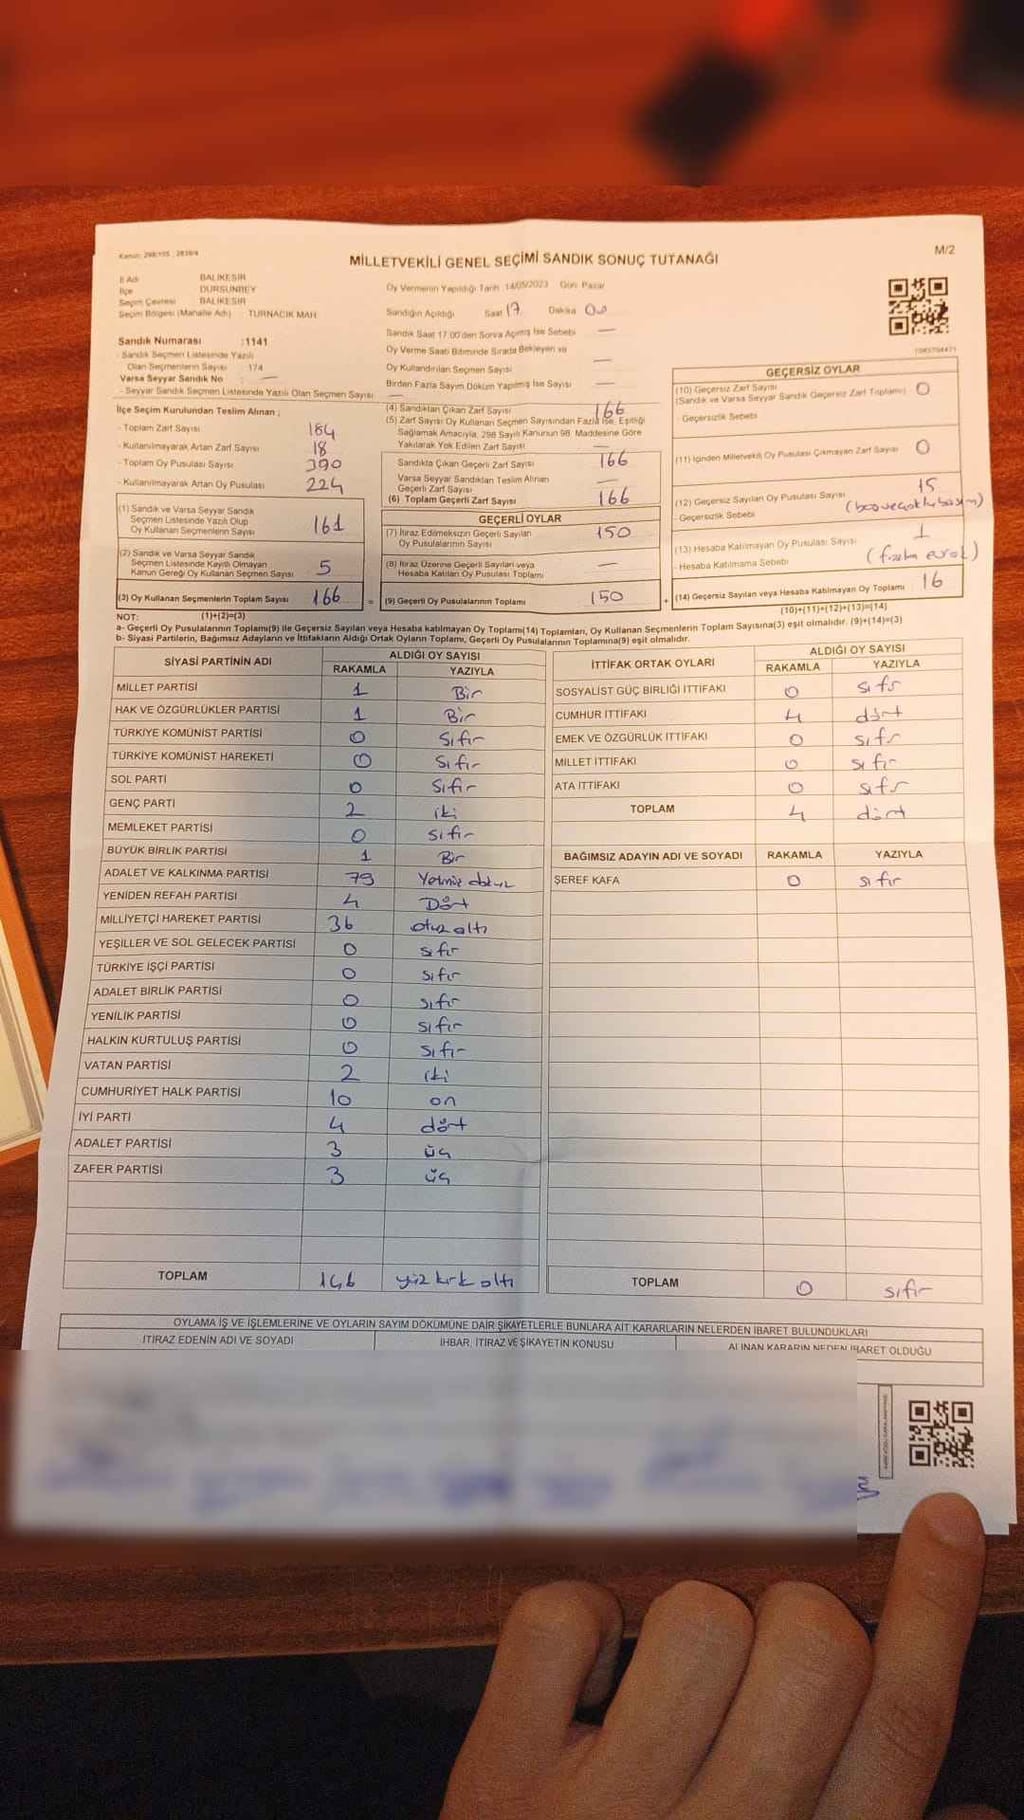 Kanun: 298/105 ; 2839/4
MİLLETVEKİLİ GENEL SEÇİMİ SANDIK SONUÇ TUTANAĞI
M/2
İl Adı BALIKESİR
İlçe DURSUNBEY
Seçim Çevresi BALIKESİR
Seçim Bölgesi (Mahalle Adı) TURNACIK MAH.
Oy Vermenin Yapıldığı Tarih : 14/05/2023 Gün: Pazar
Sandığın Açıldığı Saat 17 Dakika 00
Sandık Saat 17:00'den Sonra Açılmış İse Sebebi —
Oy Verme Saati Bitiminde Sırada Bekleyen ve
Oy Kullandırılan Seçmen Sayısı —
Birden Fazla Sayım Döküm Yapılmış İse Sayısı —
Sandık Numarası :1141
- Sandık Seçmen Listesinde Yazılı
Olan Seçmenlerin Sayısı : 174
Varsa Seyyar Sandık No : —
- Seyyar Sandık Seçmen Listesinde Yazılı Olan Seçmen Sayısı —
İlçe Seçim Kurulundan Teslim Alınan ;
- Toplam Zarf Sayısı 184
- Kullanılmayarak Artan Zarf Sayısı 18
- Toplam Oy Pusulası Sayısı 390
- Kullanılmayarak Artan Oy Pusulası 224
(1) Sandık ve Varsa Seyyar Sandık
Seçmen Listesinde Yazılı Olup
Oy Kullanan Seçmenlerin Sayısı 161
(2) Sandık ve Varsa Seyyar Sandık
Seçmen Listesinde Kayıtlı Olmayan
Kanun Gereği Oy Kullanan Seçmen Sayısı 5
(3) Oy Kullanan Seçmenlerin Toplam Sayısı 166
(4) Sandıktan Çıkan Zarf Sayısı 166
(5) Zarf Sayısı Oy Kullanan Seçmen Sayısından Fazla İse, Eşitliği
Sağlamak Amacıyla, 298 Sayılı Kanunun 98. Maddesine Göre
Yakılarak Yok Edilen Zarf Sayısı —
Sandıkta Çıkan Geçerli Zarf Sayısı 166
Varsa Seyyar Sandıktan Teslim Alınan
Geçerli Zarf Sayısı —
(6) Toplam Geçerli Zarf Sayısı 166
GEÇERLİ OYLAR
(7) İtiraz Edilmeksizin Geçerli Sayılan
Oy Pusulalarının Sayısı 150
(8) İtiraz Üzerine Geçerli Sayılan veya
Hesaba Katılan Oy Pusulaları Toplamı —
= (9) Geçerli Oy Pusulalarının Toplamı 150
GEÇERSİZ OYLAR
(10) Geçersiz Zarf Sayısı 0
(Sandık ve Varsa Seyyar Sandık Geçersiz Zarf Toplamı)
- Geçersizlik Sebebi
(11) İçinden Milletvekili Oy Pusulası Çıkmayan Zarf Sayısı 0
(12) Geçersiz Sayılan Oy Pusulası Sayısı 15
- Geçersizlik Sebebi
(13) Hesaba Katılmayan Oy Pusulası Sayısı 1
- Hesaba Katılmama Sebebi (fazla evrak)
+ (14) Geçersiz Sayılan veya Hesaba Katılmayan Oy Toplamı 16
NOT: (1)+(2)=(3)
(10)+(11)+(12)+(13)=(14)
a- Geçerli Oy Pusulalarının Toplamı(9) ile Geçersiz Sayılan veya Hesaba katılmayan Oy Toplamı(14) Toplamları, Oy Kullanan Seçmenlerin Toplam Sayısına(3) eşit olmalıdır. (9)+(14)=(3)
b- Siyasi Partilerin, Bağımsız Adayların ve İttifakların Aldığı Ortak Oyların Toplamı, Geçerli Oy Pusulalarının Toplamına(9) eşit olmalıdır.
SİYASİ PARTİNİN ADI ALDIĞI OY SAYISI
RAKAMLA YAZIYLA
MİLLET PARTİSİ 1 Bir
HAK VE ÖZGÜRLÜKLER PARTİSİ 1 Bir
TÜRKİYE KOMÜNİST PARTİSİ 0 Sıfır
TÜRKİYE KOMÜNİST HAREKETİ 0 Sıfır
SOL PARTİ 0 Sıfır
GENÇ PARTİ 2 iki
MEMLEKET PARTİSİ 0 sıfır
BÜYÜK BİRLİK PARTİSİ 1 Bir
ADALET VE KALKINMA PARTİSİ 79 Yetmiş dokuz
YENİDEN REFAH PARTİSİ 4 Dört
MİLLİYETÇİ HAREKET PARTİSİ 36 otuz altı
YEŞİLLER VE SOL GELECEK PARTİSİ 0 sıfır
TÜRKİYE İŞÇİ PARTİSİ 0 sıfır
ADALET BİRLİK PARTİSİ 0 sıfır
YENİLİK PARTİSİ 0 sıfır
HALKIN KURTULUŞ PARTİSİ 0 sıfır
VATAN PARTİSİ 2 iki
CUMHURİYET HALK PARTİSİ 10 on
İYİ PARTİ 4 dört
ADALET PARTİSİ 3 üç
ZAFER PARTİSİ 3 üç
TOPLAM 146 yüz kırk altı
İTTİFAK ORTAK OYLARI ALDIĞI OY SAYISI
RAKAMLA YAZIYLA
SOSYALİST GÜÇ BİRLİĞİ İTTİFAKI 0 sıfır
CUMHUR İTTİFAKI 4 dört
EMEK VE ÖZGÜRLÜK İTTİFAKI 0 sıfır
MİLLET İTTİFAKI 0 sıfır
ATA İTTİFAKI 0 sıfır
TOPLAM 4 dört
BAĞIMSIZ ADAYIN ADI VE SOYADI RAKAMLA YAZIYLA
ŞEREF KAFA 0 sıfır
TOPLAM 0 sıfır
OYLAMA İŞ VE İŞLEMLERİNE VE OYLARIN SAYIM DÖKÜMÜNE DAİR ŞİKAYETLERLE BUNLARA AİT KARARLARIN NELERDEN İBARET BULUNDUKLARI
İTİRAZ EDENİN ADI VE SOYADI İHBAR, İTİRAZ VE ŞİKAYETİN KONUSU ALINAN KARARIN NEDEN İBARET OLDUĞU